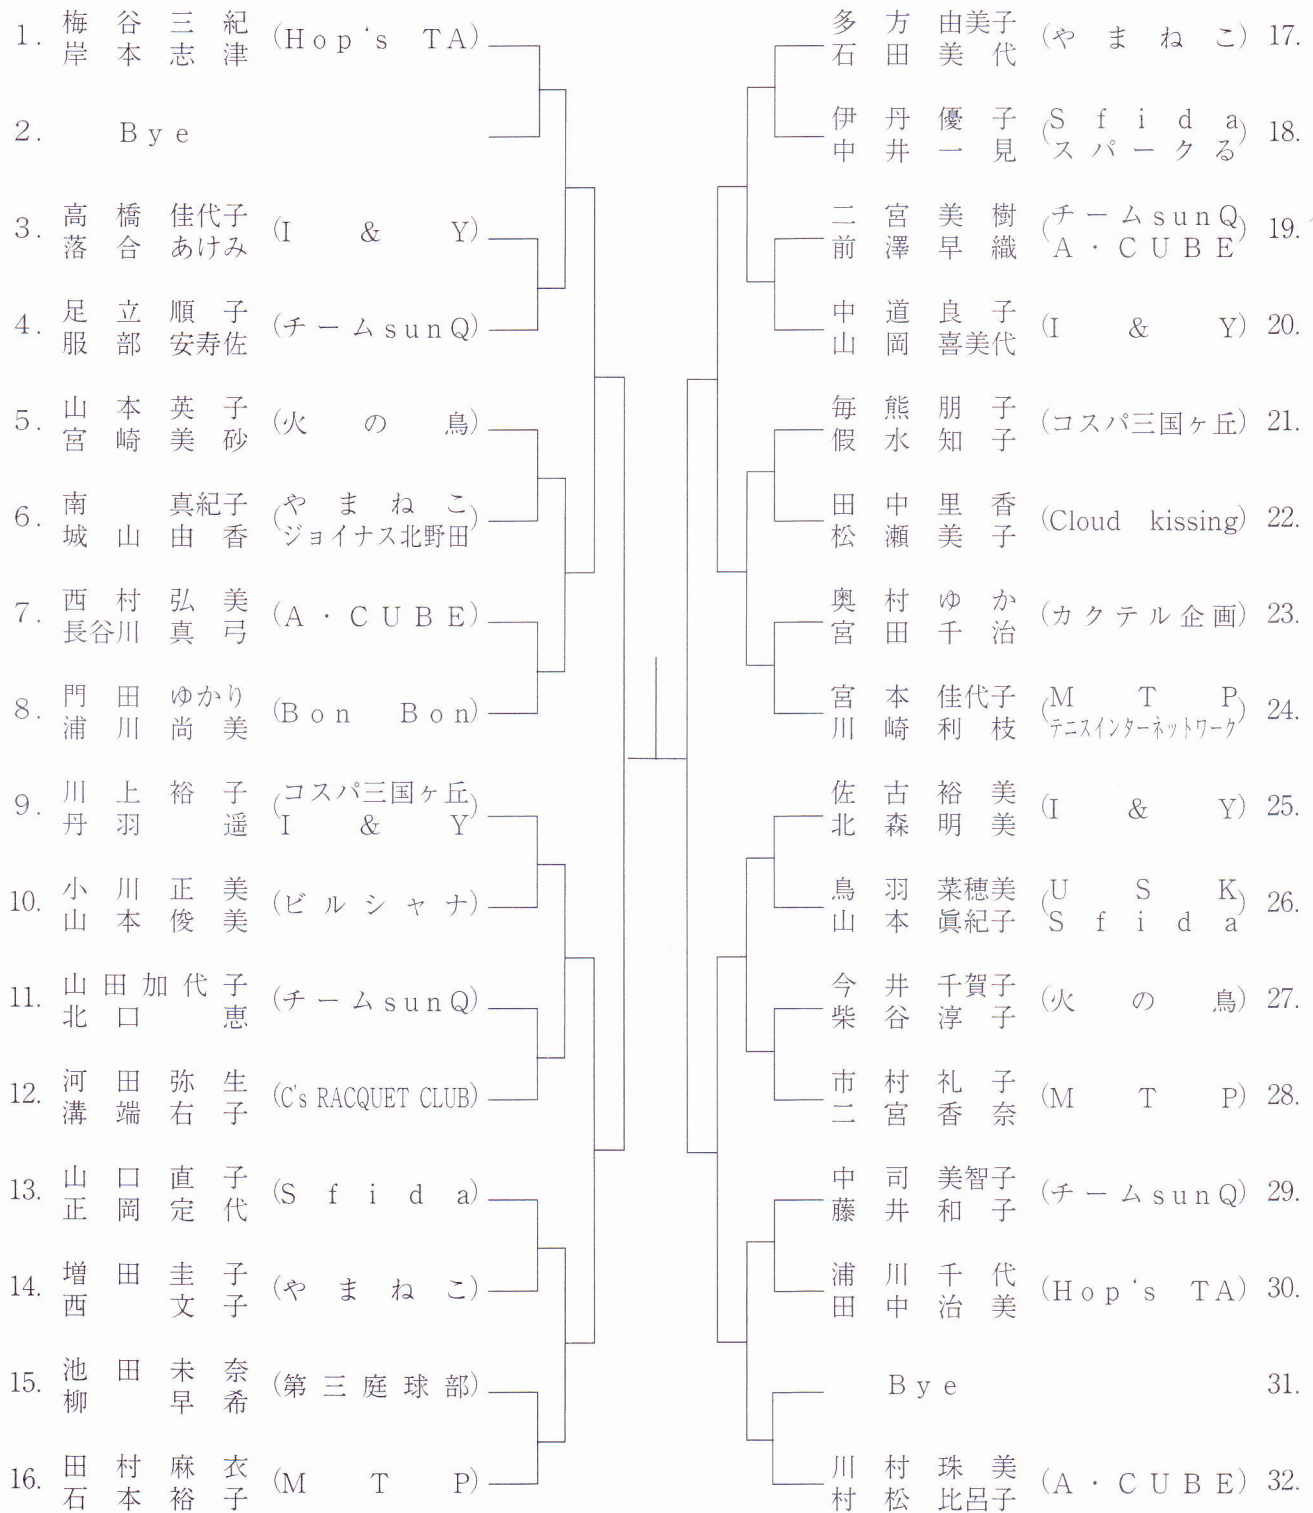 1. 梅谷三紀 (Hop's TA)
岸本志津
2. Bye
3. 高橋佳代子 (I & Y)
落合あけみ
4. 足立順子 (チームsunQ)
服部安寿佐
5. 山本英子 (火の鳥)
宮崎美砂
6. 南真紀子 (やまねこ
城山由香 ジョイナス北野田)
7. 西村弘美 (A・CUBE)
長谷川真弓
8. 門田ゆかり (Bon Bon)
浦川尚美
9. 川上裕子 (コスパ三国ヶ丘
丹羽遥 I & Y)
10. 小川正美 (ビルシャナ)
山本俊美
11. 山田加代子 (チームsunQ)
北口恵
12. 河田弥生 (C's RACQUET CLUB)
溝端右子
13. 山口直子 (Sfida)
正岡定代
14. 増田圭子 (やまねこ)
西文子
15. 池田未奈 (第三庭球部)
柳早希
16. 田村麻衣 (MTP)
石本裕子
多方由美子 (やまねこ) 17.
石田美代
伊丹優子 (Sfida 18.
中井一見 スパークる)
二宮美樹 (チームsunQ 19.
前澤早織 A・CUBE)
中道良子 (I & Y) 20.
山岡喜美代
毎熊朋子 (コスパ三国ヶ丘) 21.
假水知子
田中里香 (Cloud kissing) 22.
松瀬美子
奥村ゆか (カクテル企画) 23.
宮田千治
宮本佳代子 (MTP 24.
川崎利枝 テニスインターネットワーク)
佐古裕美 (I & Y) 25.
北森明美
鳥羽菜穂美 (USK 26.
山本眞紀子 Sfida)
今井千賀子 (火の鳥) 27.
柴谷淳子
市村礼子 (MTP) 28.
二宮香奈
中司美智子 (チームsunQ) 29.
藤井和子
浦川千代 (Hop's TA) 30.
田中治美
Bye 31.
川村珠美 (A・CUBE) 32.
村松比呂子